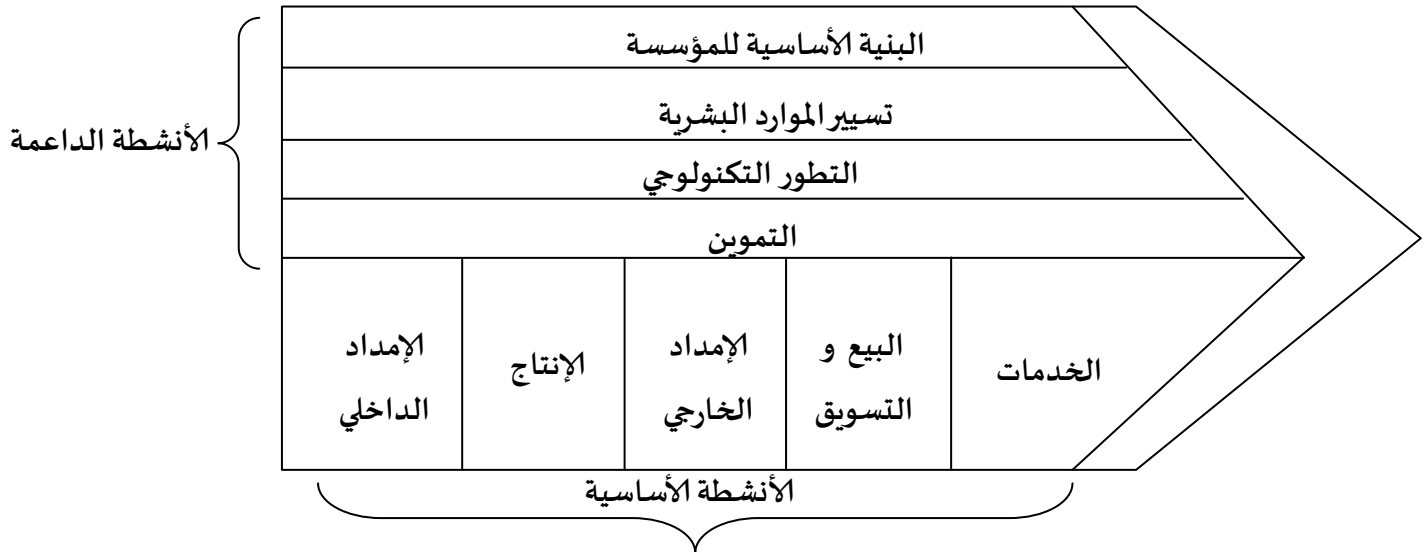 البنية الأساسية للمؤسسة
تسيير الموارد البشرية
الأنشطة الداعمة
التطور التكنولوجي
التموين
الإمداد
الداخلي
الإنتاج
الإمداد
الخارجي
البيع و
التسويق
الخدمات
الأنشطة الأساسية